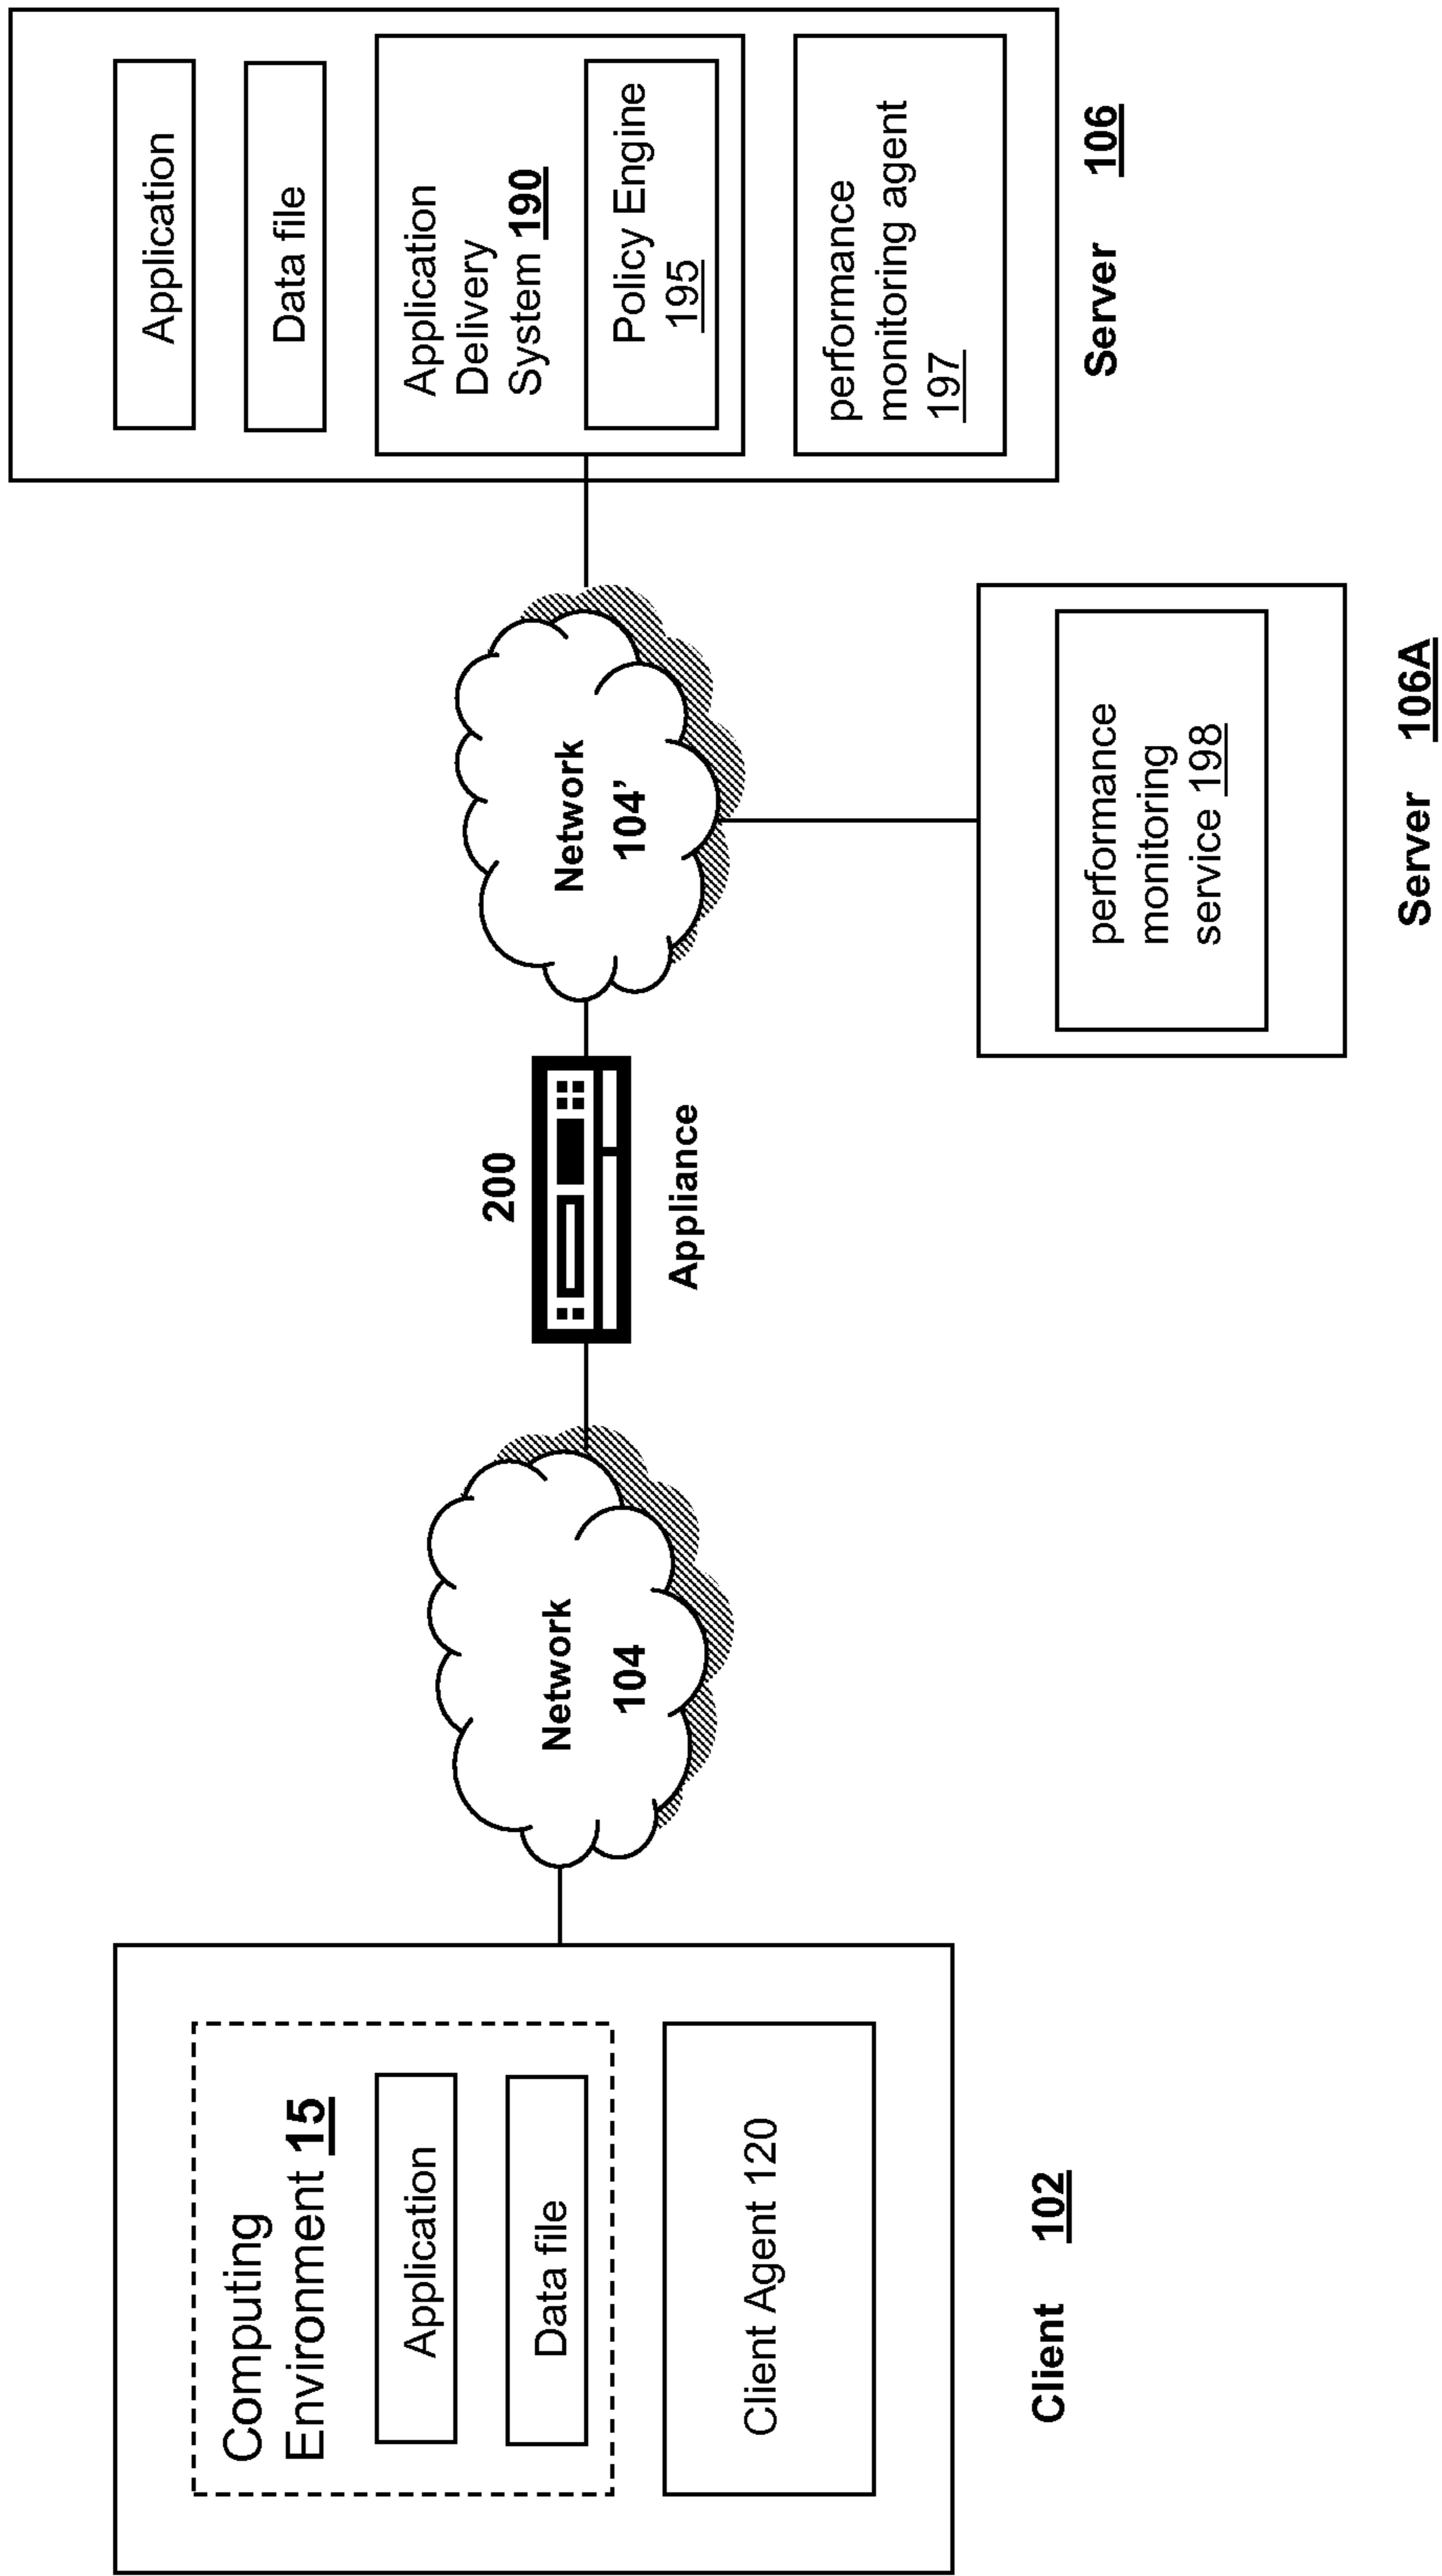 Computing
Environment 15
Application
Data file
Client Agent 120
Client 102
Network
104
200
Appliance
Network
104’
Application
Data file
Application
Delivery
System 190
Policy Engine
195
performance
monitoring agent
197
Server 106
performance
monitoring
service 198
Server 106A